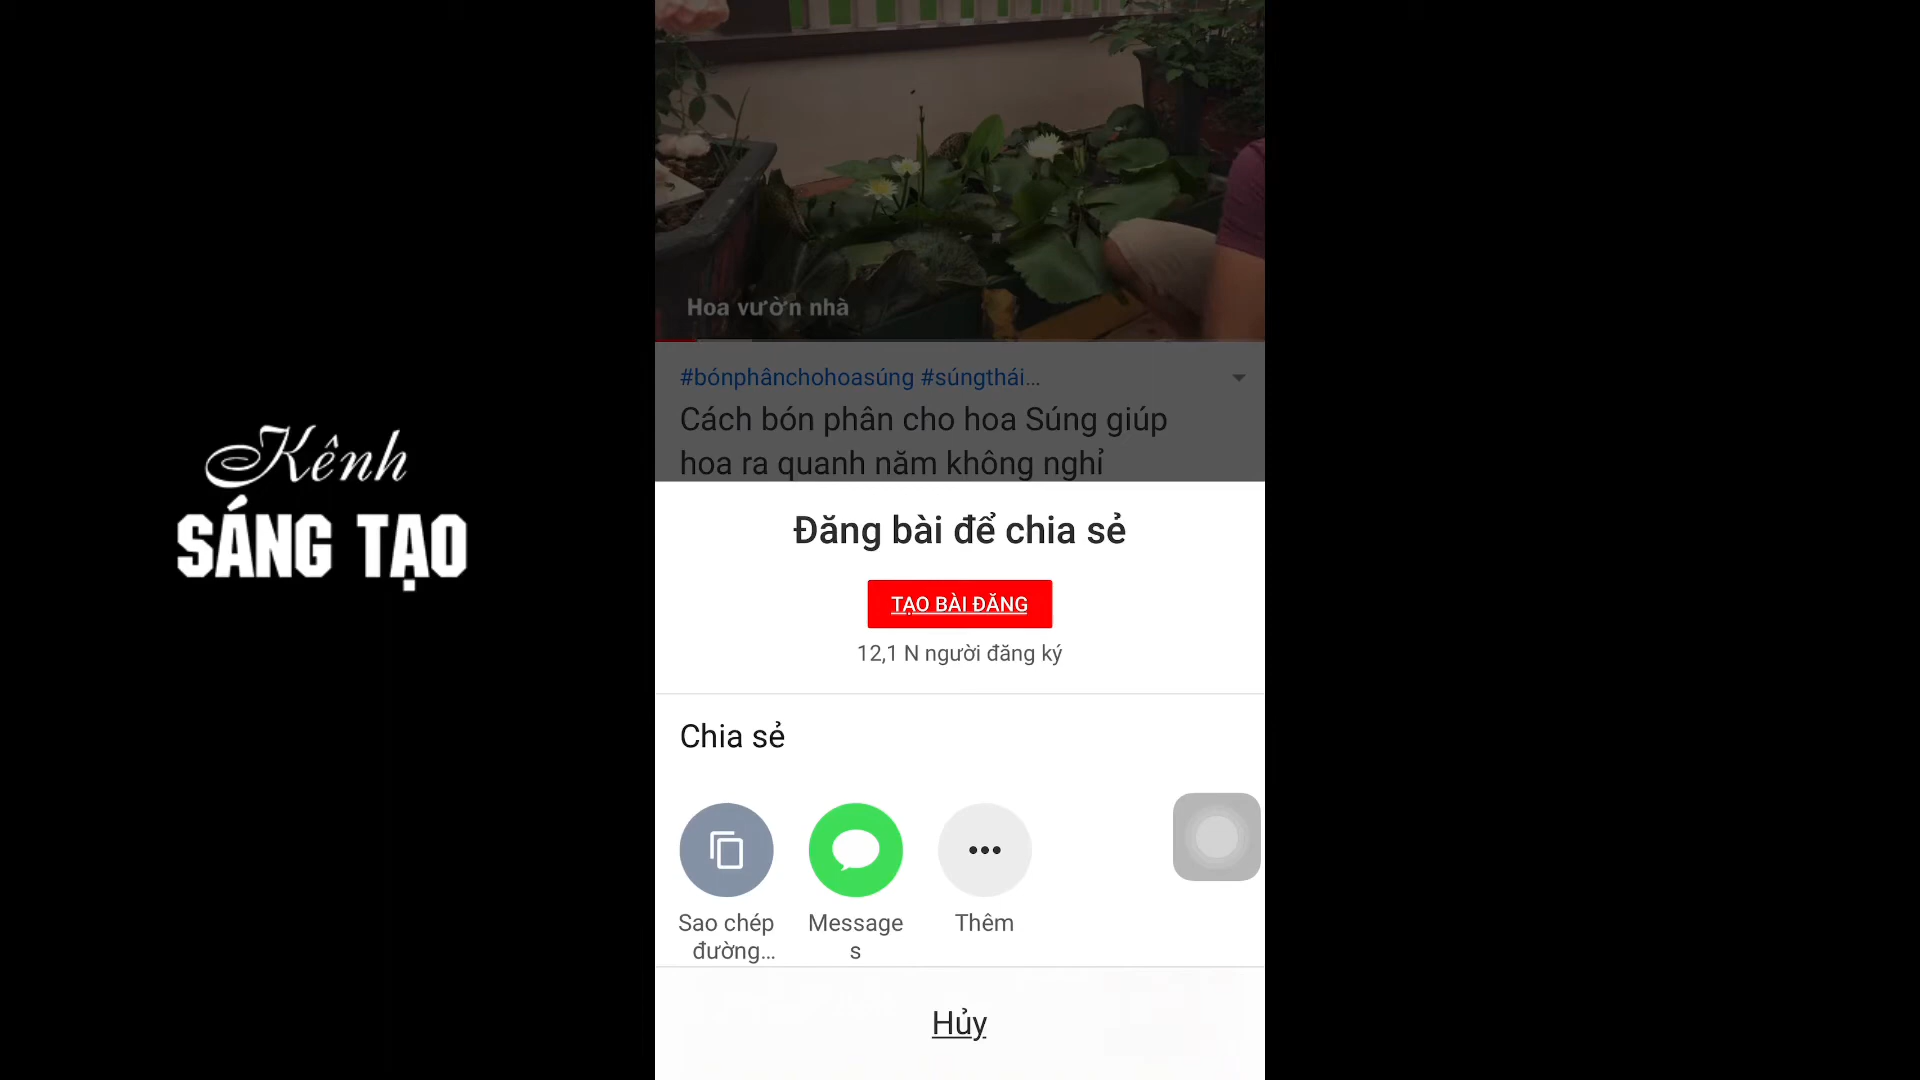 Kênh
SÁNG TẠO
Hoa vườn nhà
#bónphânchohoasúng #súngthái...
Cách bón phân cho hoa Súng giúp
hoa ra quanh năm không nghỉ
Đăng bài để chia sẻ
TẠO BÀI ĐĂNG
12,1 N người đăng ký
Chia sẻ
Sao chép
đường...
Message
s
Thêm
Hủy